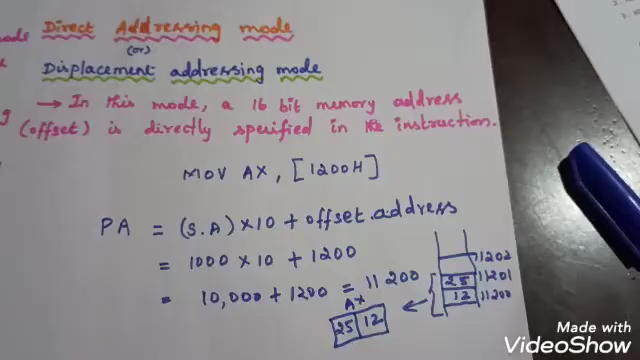 mode Direct Addressing mode
(or)
Displacement addressing mode
→ In this mode, a 16 bit memory address
(offset) is directly specified in the instruction.
MOV AX, [1200H]
PA = (S.A) × 10 + offset.address
= 1000 × 10 + 1200
= 10,000 + 1200 = 11200
11202
25 11201
12 11200
AX
25 12
Made with
VideoShow